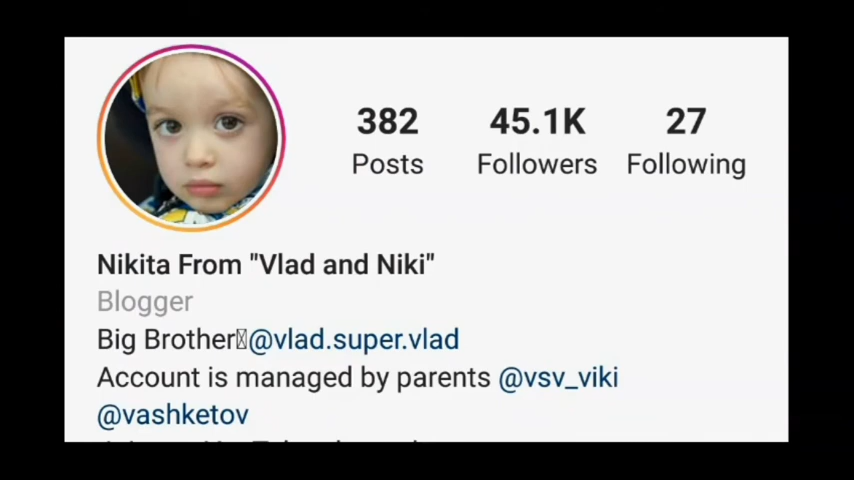 382 45.1K 27
Posts Followers Following
Nikita From "Vlad and Niki"
Blogger
Big Brother @vlad.super.vlad
Account is managed by parents @vsv_viki
@vashketov